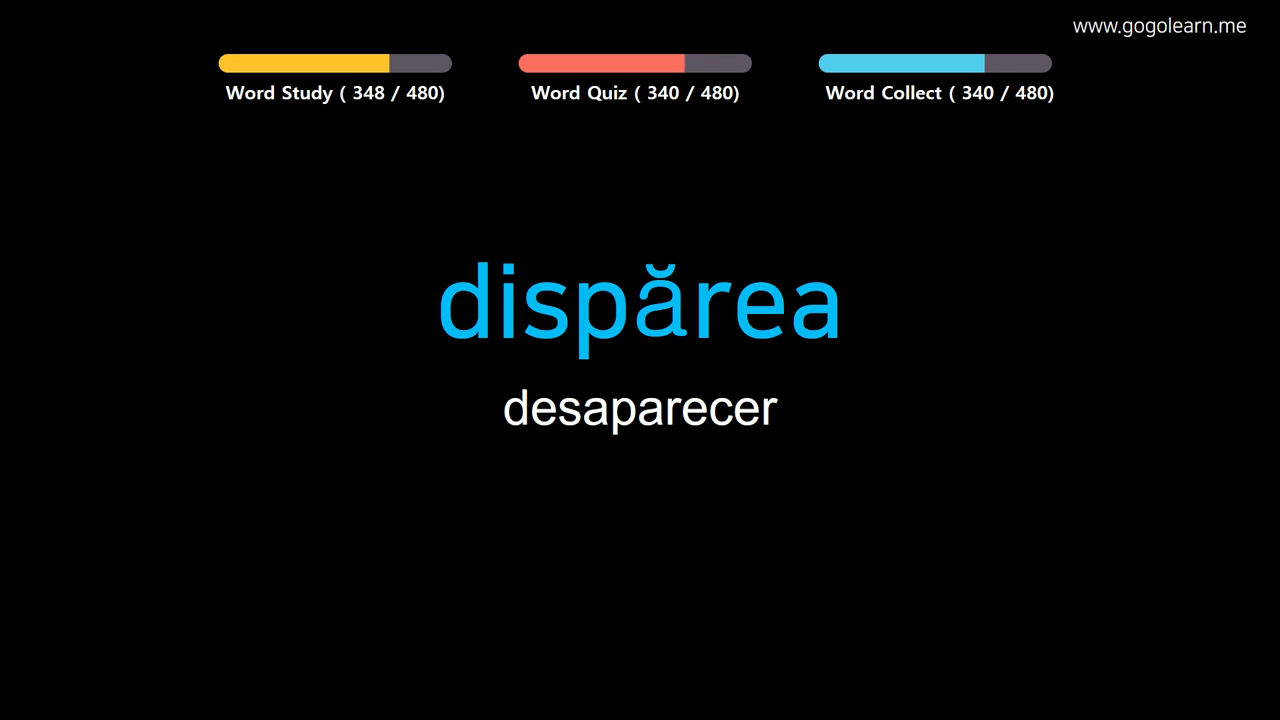 www.gogolearn.me
Word Study ( 348 / 480)
Word Quiz ( 340 / 480)
Word Collect ( 340 / 480)
dispărea
desaparecer